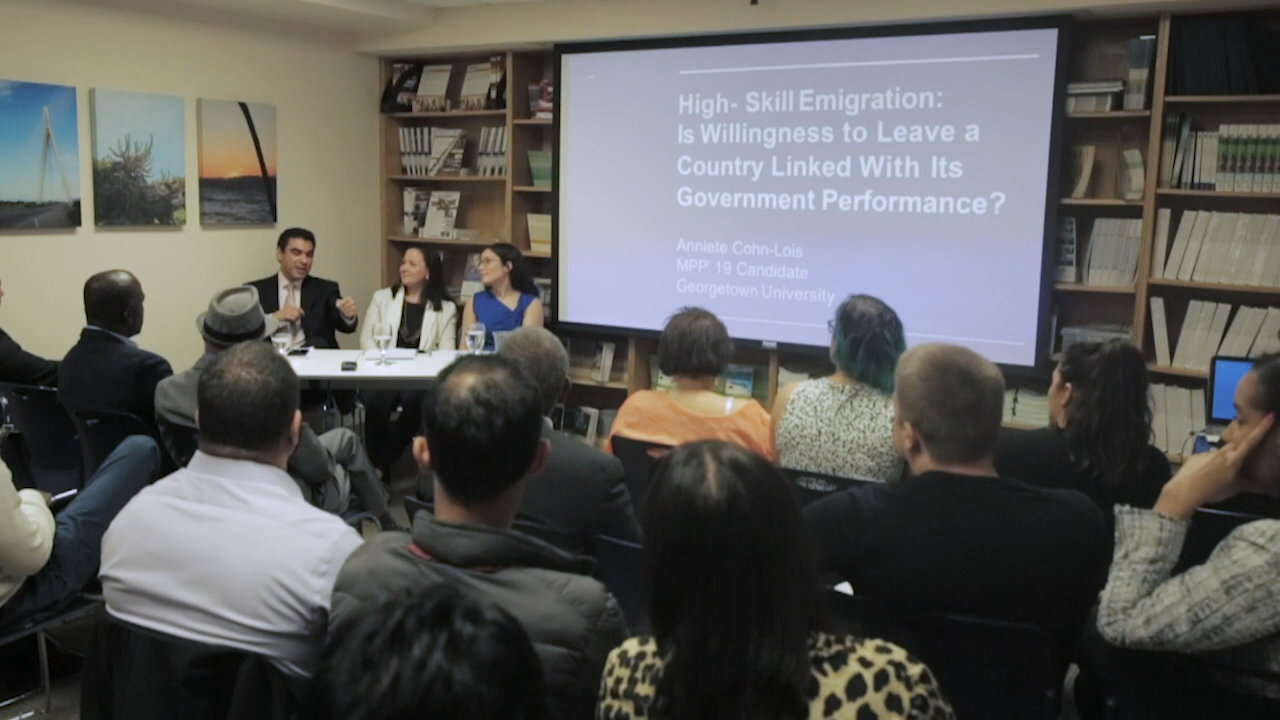 High- Skill Emigration:
Is Willingness to Leave a
Country Linked With Its
Government Performance?
Anniete Cohn-Lois
MPP' 19 Candidate
Georgetown University